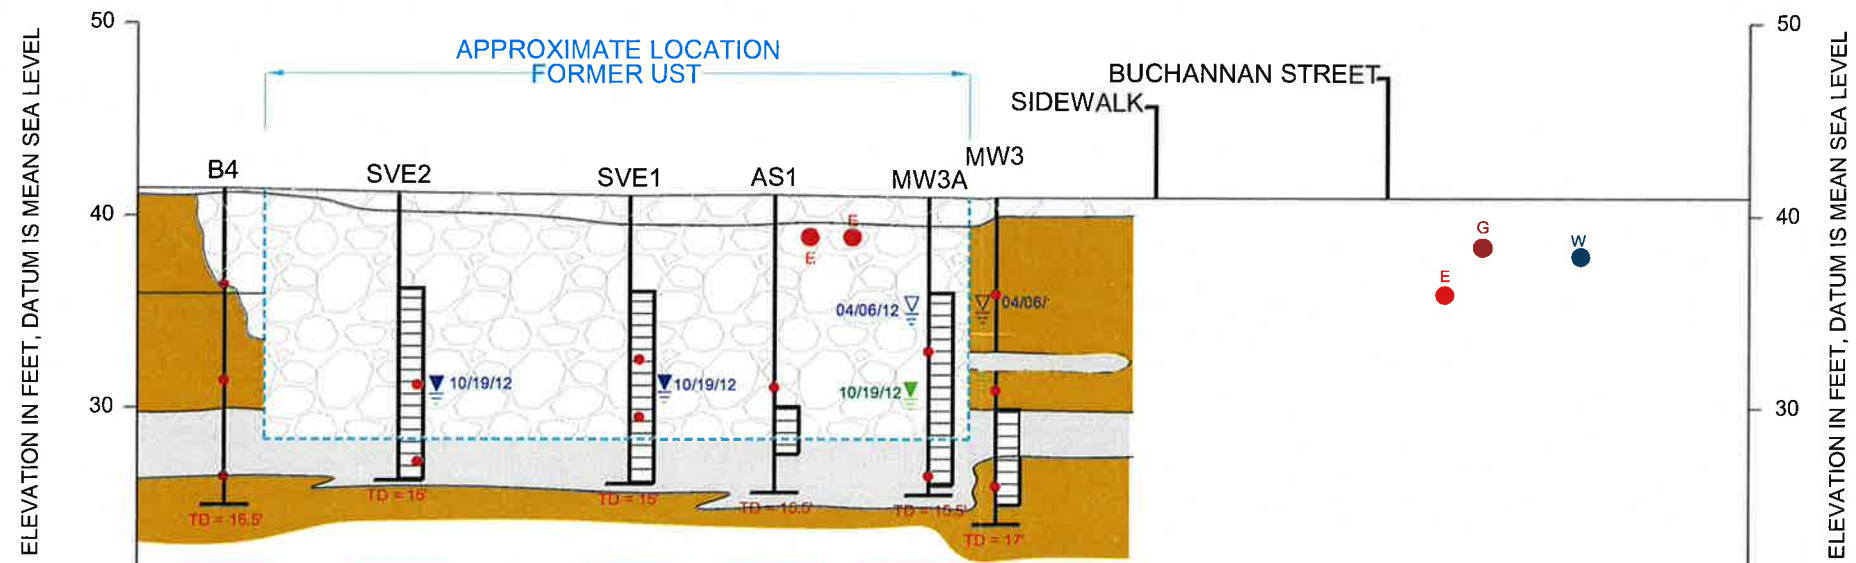 50
50
APPROXIMATE LOCATION
FORMER UST
BUCHANNAN STREET
SIDEWALK
MW3
B4
SVE2
SVE1
AS1
MW3A
40
40
E
E
G
W
E
04/06/12
04/06/
10/19/12
10/19/12
10/19/12
30
30
TD = 15'
TD = 15'
TD = 15.5'
TD = 15.5'
TD = 16.5'
TD = 17'
ELEVATION IN FEET, DATUM IS MEAN SEA LEVEL
ELEVATION IN FEET, DATUM IS MEAN SEA LEVEL